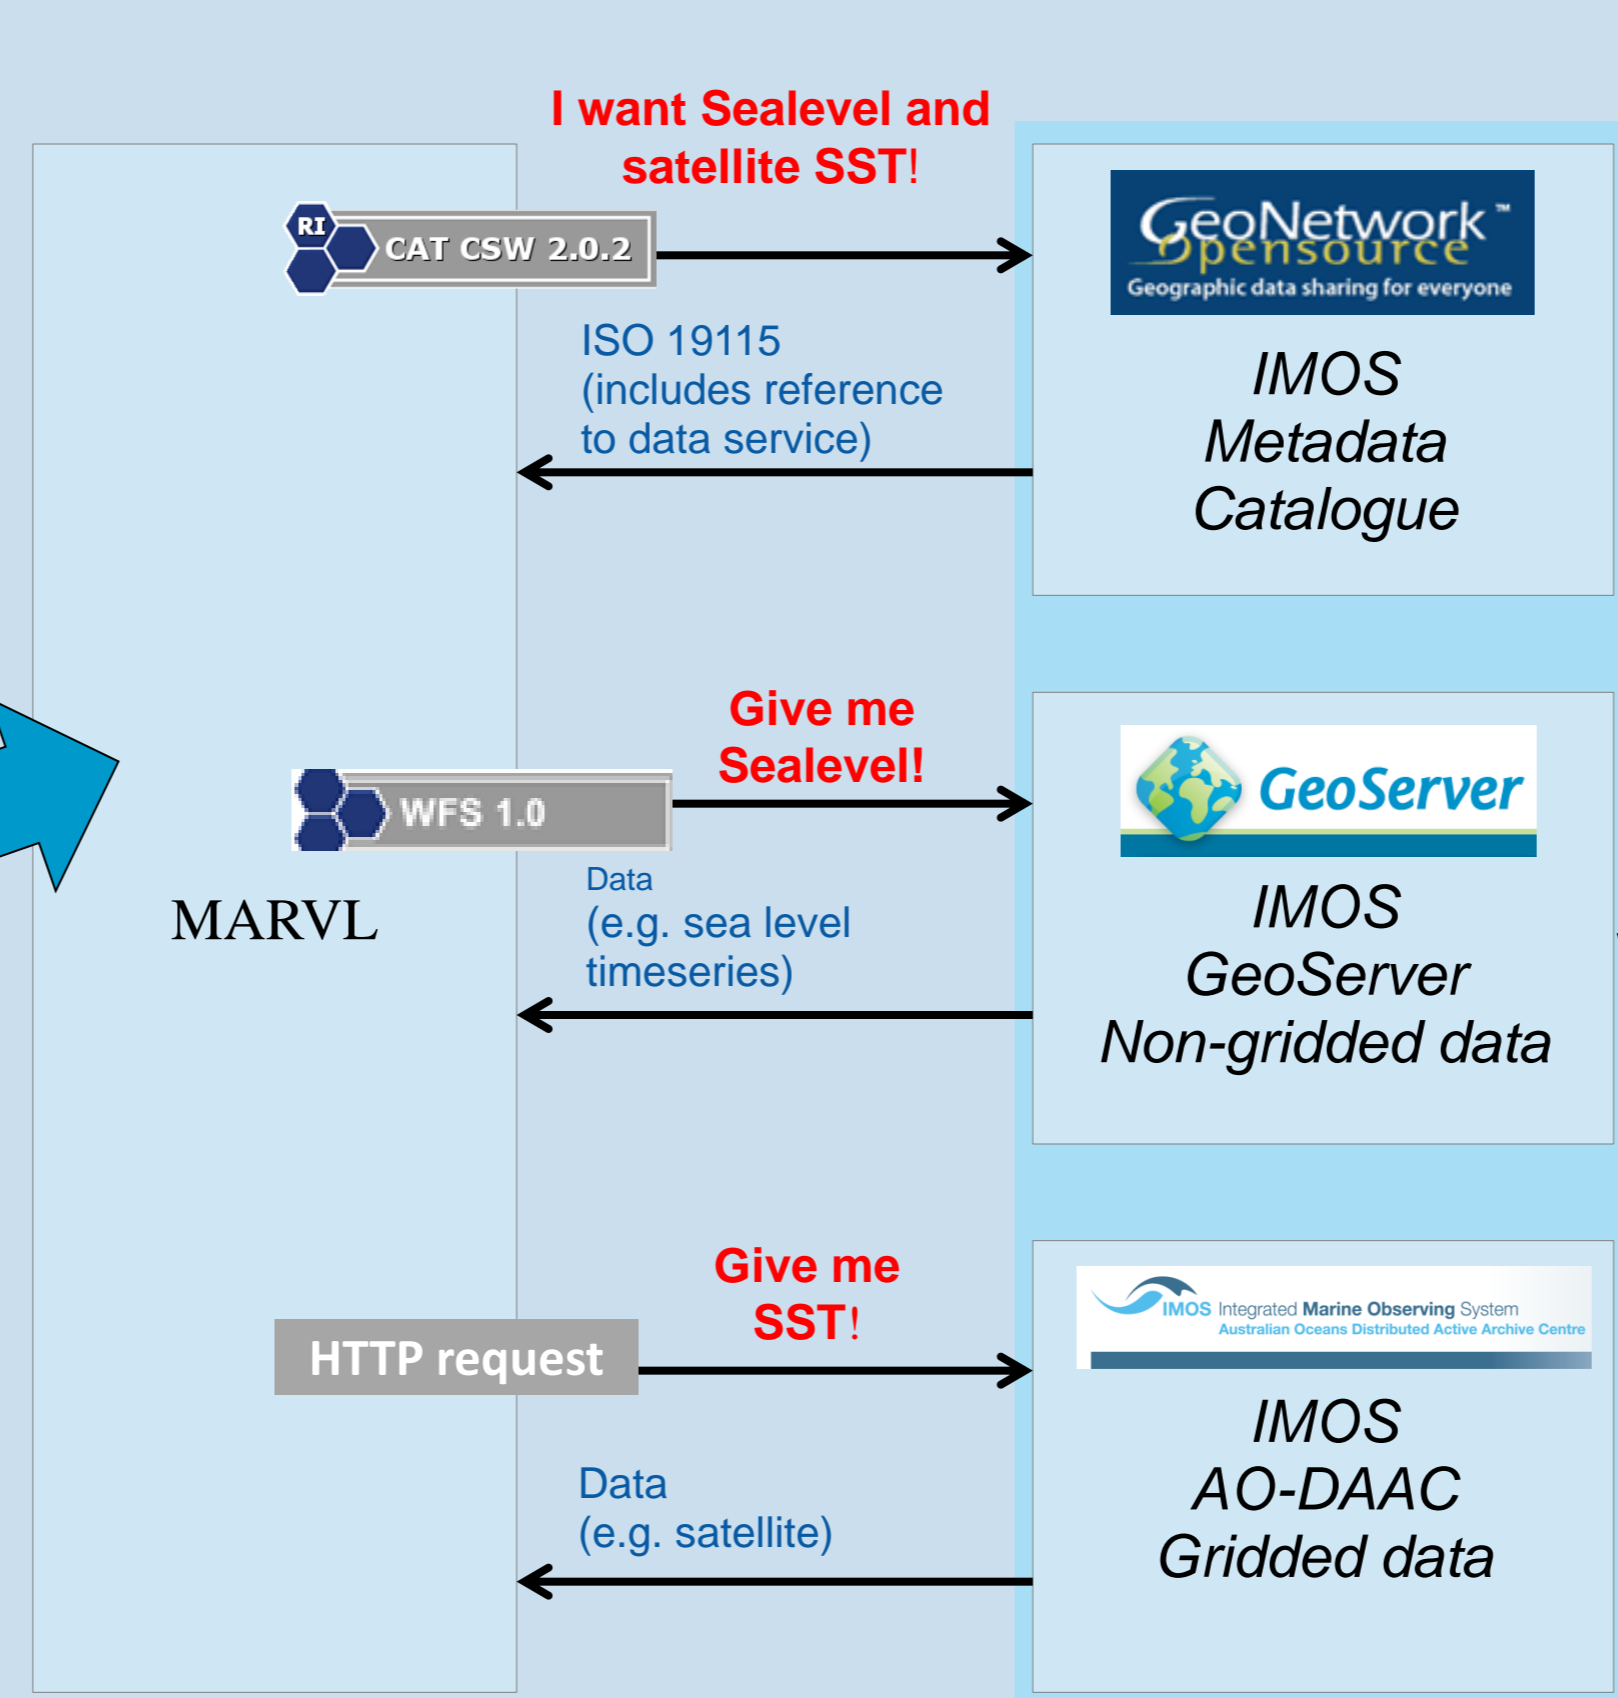 I want Sealevel and
satellite SST!
RI
CAT CSW 2.0.2
GeoNetwork ™
Opensource
Geographic data sharing for everyone
ISO 19115
(includes reference
to data service)
IMOS
Metadata
Catalogue
Give me
Sealevel!
WFS 1.0
GeoServer
MARVL
Data
(e.g. sea level
timeseries)
IMOS
GeoServer
Non-gridded data
Give me
SST!
HTTP request
IMOS Integrated Marine Observing System
Australian Oceans Distributed Active Archive Centre
Data
(e.g. satellite)
IMOS
AO-DAAC
Gridded data